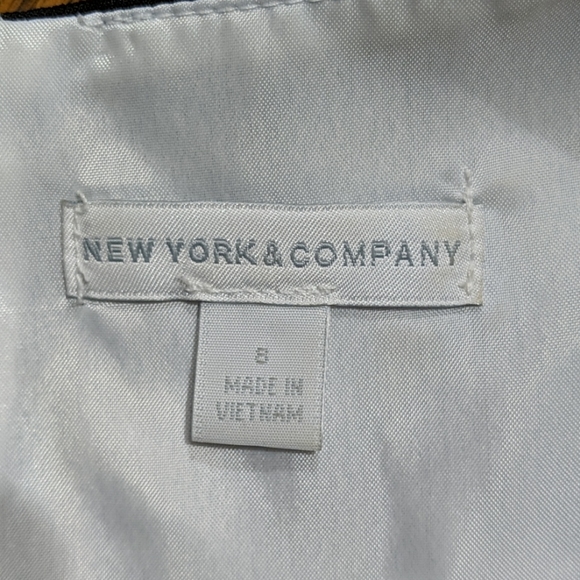 NEW YORK & COMPANY
8
MADE IN
VIETNAM